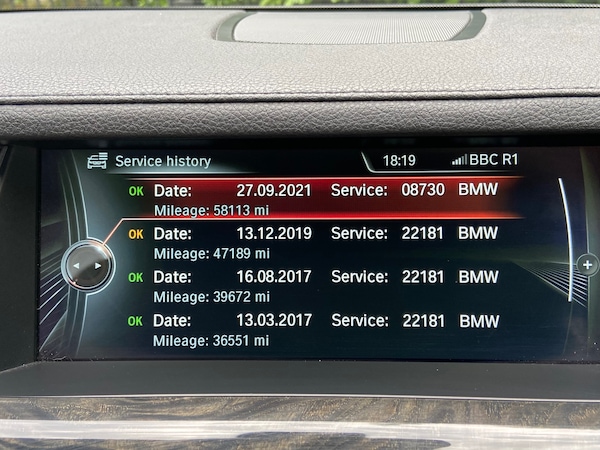 Service history 18:19 BBC R1
OK Date: 27.09.2021 Service: 08730 BMW
Mileage: 58113 mi
OK Date: 13.12.2019 Service: 22181 BMW
Mileage: 47189 mi
OK Date: 16.08.2017 Service: 22181 BMW
Mileage: 39672 mi
OK Date: 13.03.2017 Service: 22181 BMW
Mileage: 36551 mi